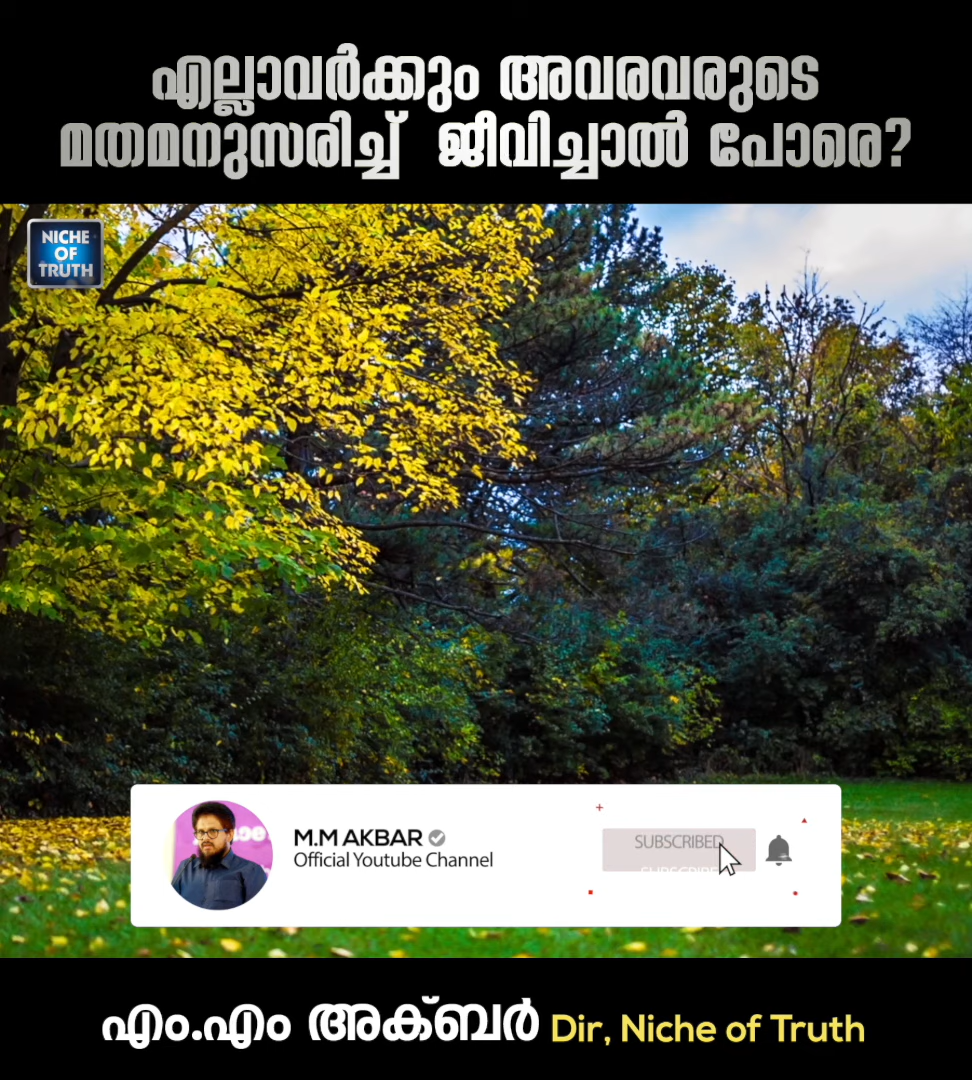 എല്ലാവർക്കും അവരവരുടെ
മതമനുസരിച്ച് ജീവിച്ചാൽ പോരെ?
NICHE
OF
TRUTH
M.M AKBAR
Official Youtube Channel
SUBSCRIBED
എം.എം അക്ബർ Dir, Niche of Truth